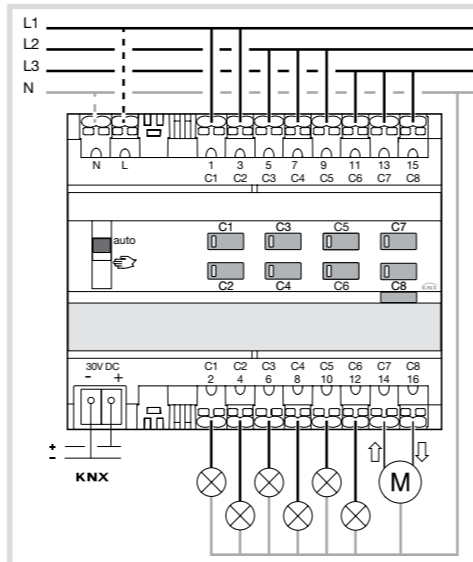 L1
L2
L3
N
N L 1 3 5 7 9 11 13 15
C1 C2 C3 C4 C5 C6 C7 C8
auto
C1 C3 C5 C7
C2 C4 C6 C8
KNX
30V DC
- +
C1 C2 C3 C4 C5 C6 C7 C8
2 4 6 8 10 12 14 16
+
-
KNX
M